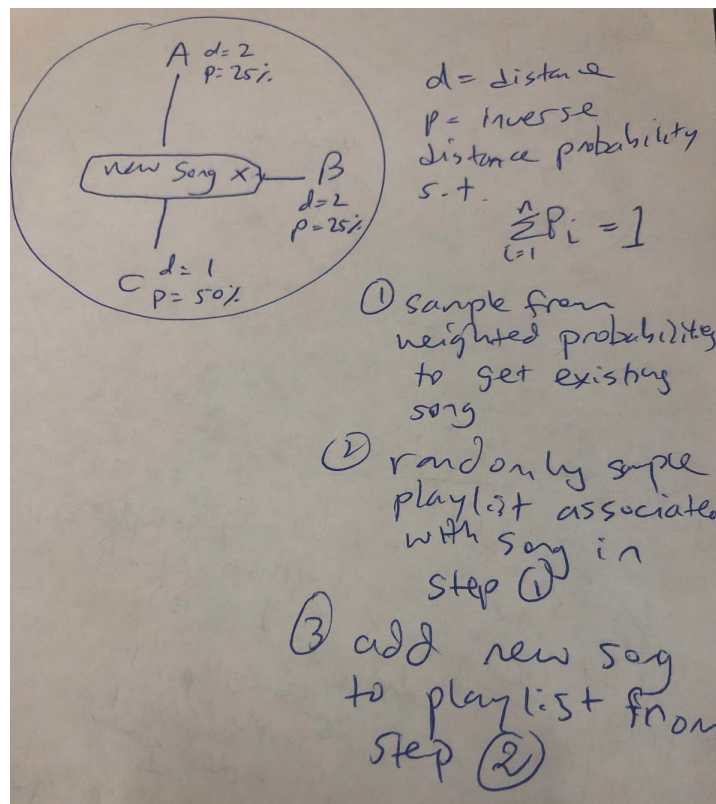 A d=2
p=25%
new song x
B
d=2
p=25%
C d=1
p=50%
d= distance
p= inverse
distance probability
s.t.
n
∑ Pi = 1
i=1
① sample from
weighted probabilities
to get existing
song
② randomly sample
playlist associated
with song in
step ①
③ add new song
to playlist from
step ②